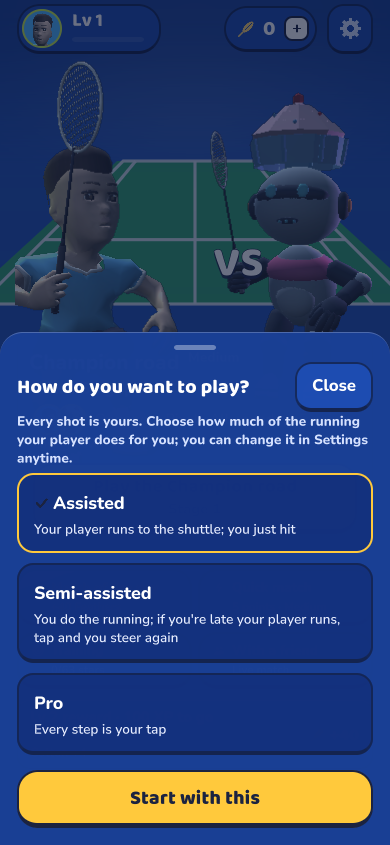 Lv 1
0
+
VS
How do you want to play?
Close
Every shot is yours. Choose how much of the running
your player does for you; you can change it in Settings
anytime.
Assisted
Your player runs to the shuttle; you just hit
Semi-assisted
You do the running; if you're late your player runs,
tap and you steer again
Pro
Every step is your tap
Start with this